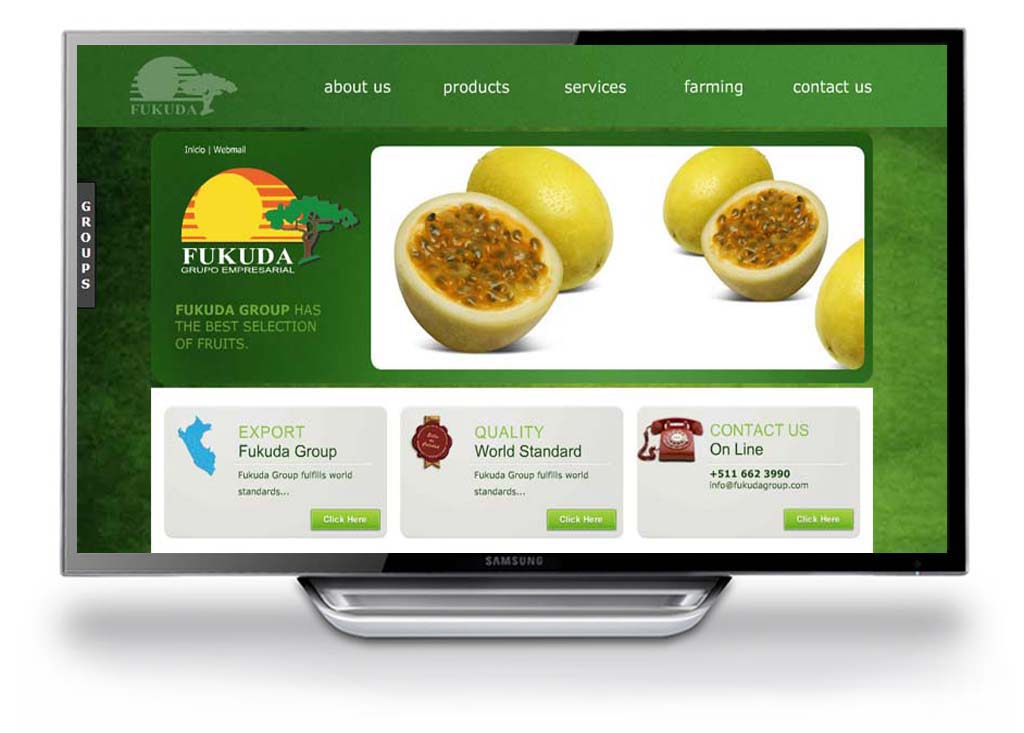 FUKUDA
about us
products
services
farming
contact us
Inicio | Webmail
GROUPS
FUKUDA
GRUPO EMPRESARIAL
FUKUDA GROUP HAS
THE BEST SELECTION
OF FRUITS.
EXPORT
Fukuda Group
Fukuda Group fulfills world
standards...
Click Here
QUALITY
World Standard
Fukuda Group fulfills world
standards...
Click Here
CONTACT US
On Line
+511 662 3990
info@fukudagroup.com
Click Here
SAMSUNG